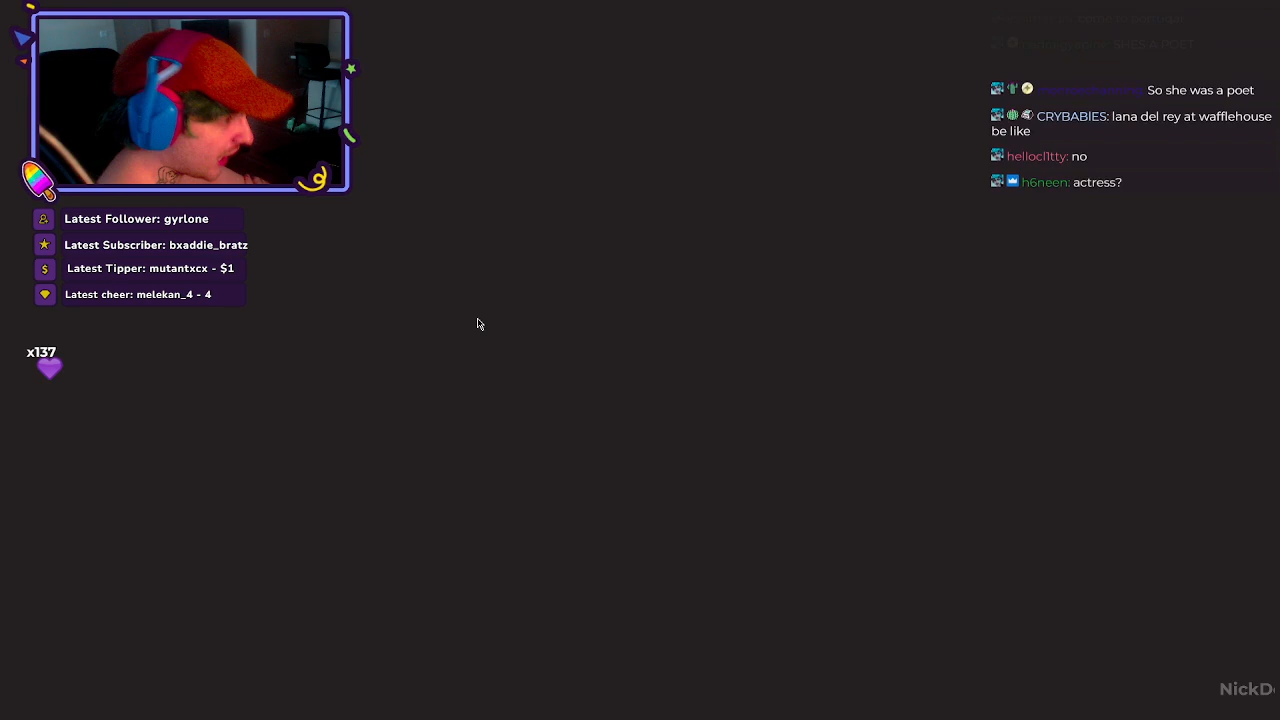 SHES A POET
So she was a poet
CRYBABIES: lana del rey at wafflehouse
be like
hellocl1tty: no
h6neen: actress?
Latest Follower: gyrlone
Latest Subscriber: bxaddie_bratz
Latest Tipper: mutantxcx - $1
Latest cheer: melekan_4 - 4
x137
NickD